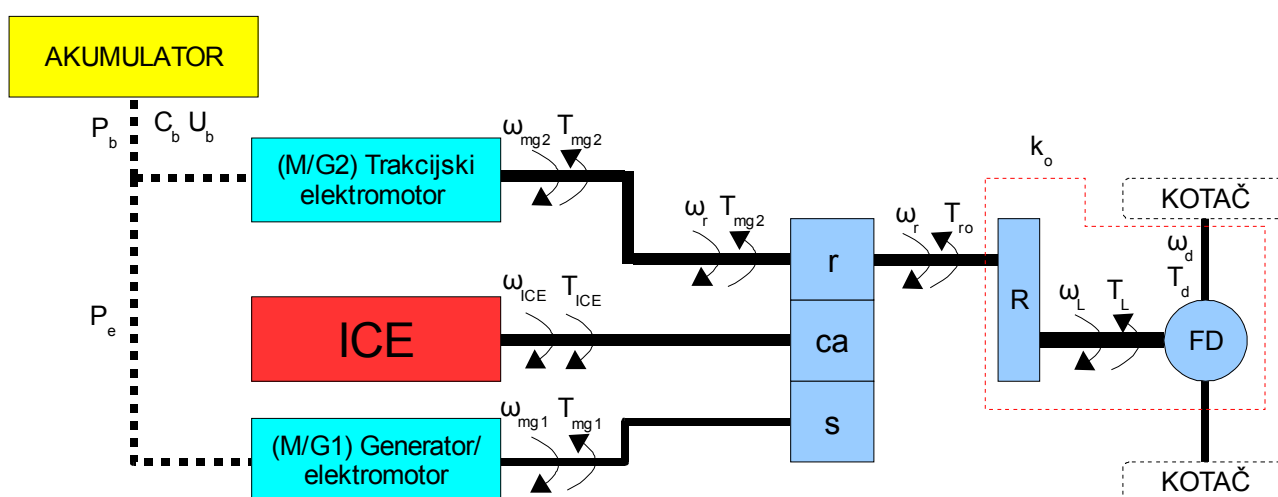 AKUMULATOR
P_b C_b U_b
(M/G2) Trakcijski
elektromotor
ω_mg2 T_mg2
ω_r T_mg2
ω_r T_ro
k_o
KOTAČ
ω_d
T_d
r
P_e
ICE
ω_ICE T_ICE
ca
R
ω_L T_L
FD
(M/G1) Generator/
elektromotor
ω_mg1 T_mg1
s
KOTAČ